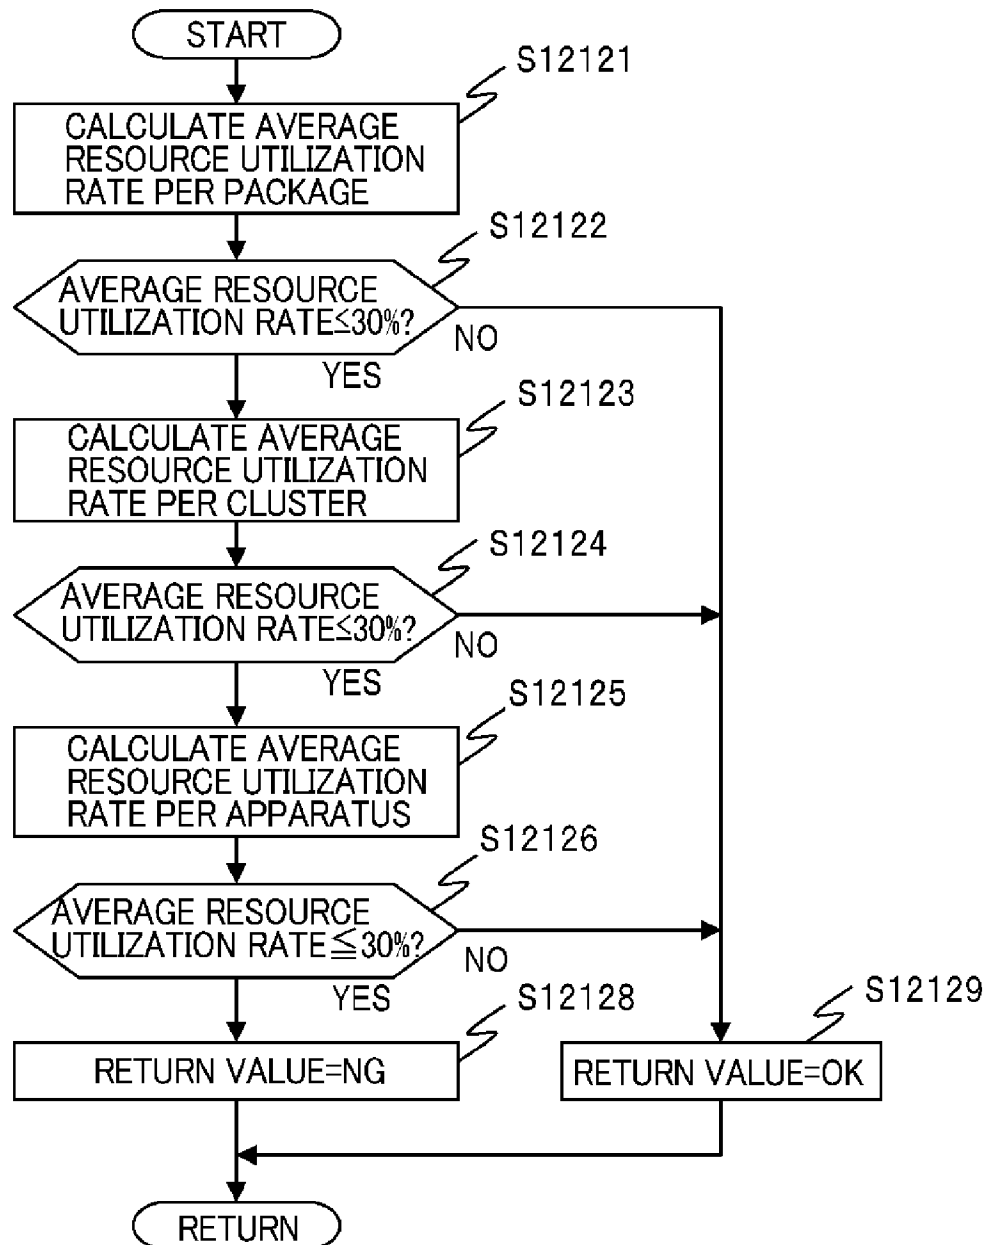 START
S12121
CALCULATE AVERAGE
RESOURCE UTILIZATION
RATE PER PACKAGE
S12122
AVERAGE RESOURCE
UTILIZATION RATE≤30%?
NO
YES
S12123
CALCULATE AVERAGE
RESOURCE UTILIZATION
RATE PER CLUSTER
S12124
AVERAGE RESOURCE
UTILIZATION RATE≤30%?
NO
YES
S12125
CALCULATE AVERAGE
RESOURCE UTILIZATION
RATE PER APPARATUS
S12126
AVERAGE RESOURCE
UTILIZATION RATE≦30%?
NO
YES
S12128
S12129
RETURN VALUE=NG
RETURN VALUE=OK
RETURN